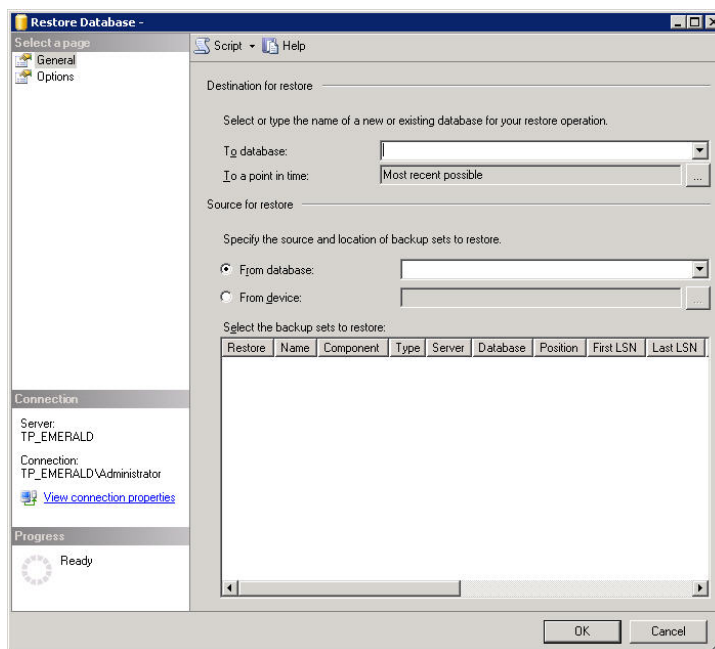 Restore Database -
Select a page
General
Options
Script
Help
Destination for restore
Select or type the name of a new or existing database for your restore operation.
To database:
To a point in time:
Most recent possible
...
Source for restore
Specify the source and location of backup sets to restore.
From database:
From device:
...
Select the backup sets to restore:
Restore Name Component Type Server Database Position First LSN Last LSN
Connection
Server:
TP_EMERALD
Connection:
TP_EMERALD\Administrator
View connection properties
Progress
Ready
OK
Cancel